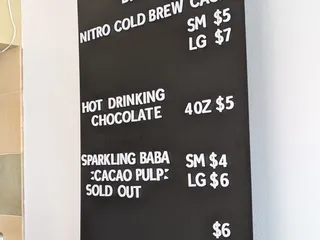 NITRO COLD BREW
SM $5
LG $7
HOT DRINKING
CHOCOLATE 4OZ $5
SPARKLING BABA SM $4
:CACAO PULP: LG $6
SOLD OUT
$6